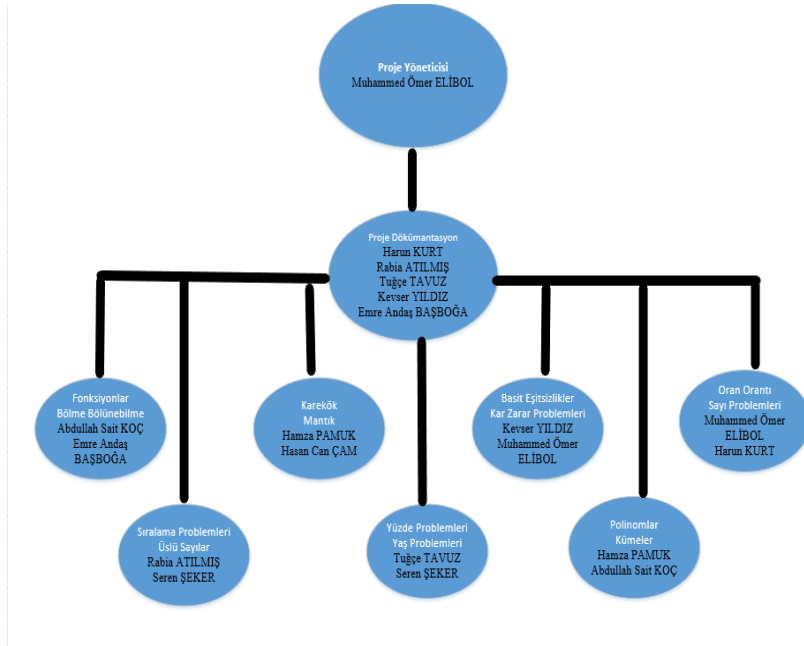 Proje Yöneticisi
Muhammed Ömer ELİBOL
Proje Dökümantasyon
Harun KURT
Rabia ATILMIŞ
Tuğçe TAVUZ
Kevser YILDIZ
Emre Andaş BAŞBOĞA
Fonksiyonlar
Bölme Bölünebilme
Abdullah Sait KOÇ
Emre Andaş
BAŞBOĞA
Karekök
Mantık
Hamza PAMUK
Hasan Can ÇAM
Basit Eşitsizlikler
Kar Zarar Problemleri
Kevser YILDIZ
Muhammed Ömer
ELİBOL
Oran Orantı
Sayı Problemleri
Muhammed Ömer
ELİBOL
Harun KURT
Sıralama Problemleri
Üslü Sayılar
Rabia ATILMIŞ
Seren ŞEKER
Yüzde Problemleri
Yaş Problemleri
Tuğçe TAVUZ
Seren ŞEKER
Polinomlar
Kümeler
Hamza PAMUK
Abdullah Sait KOÇ